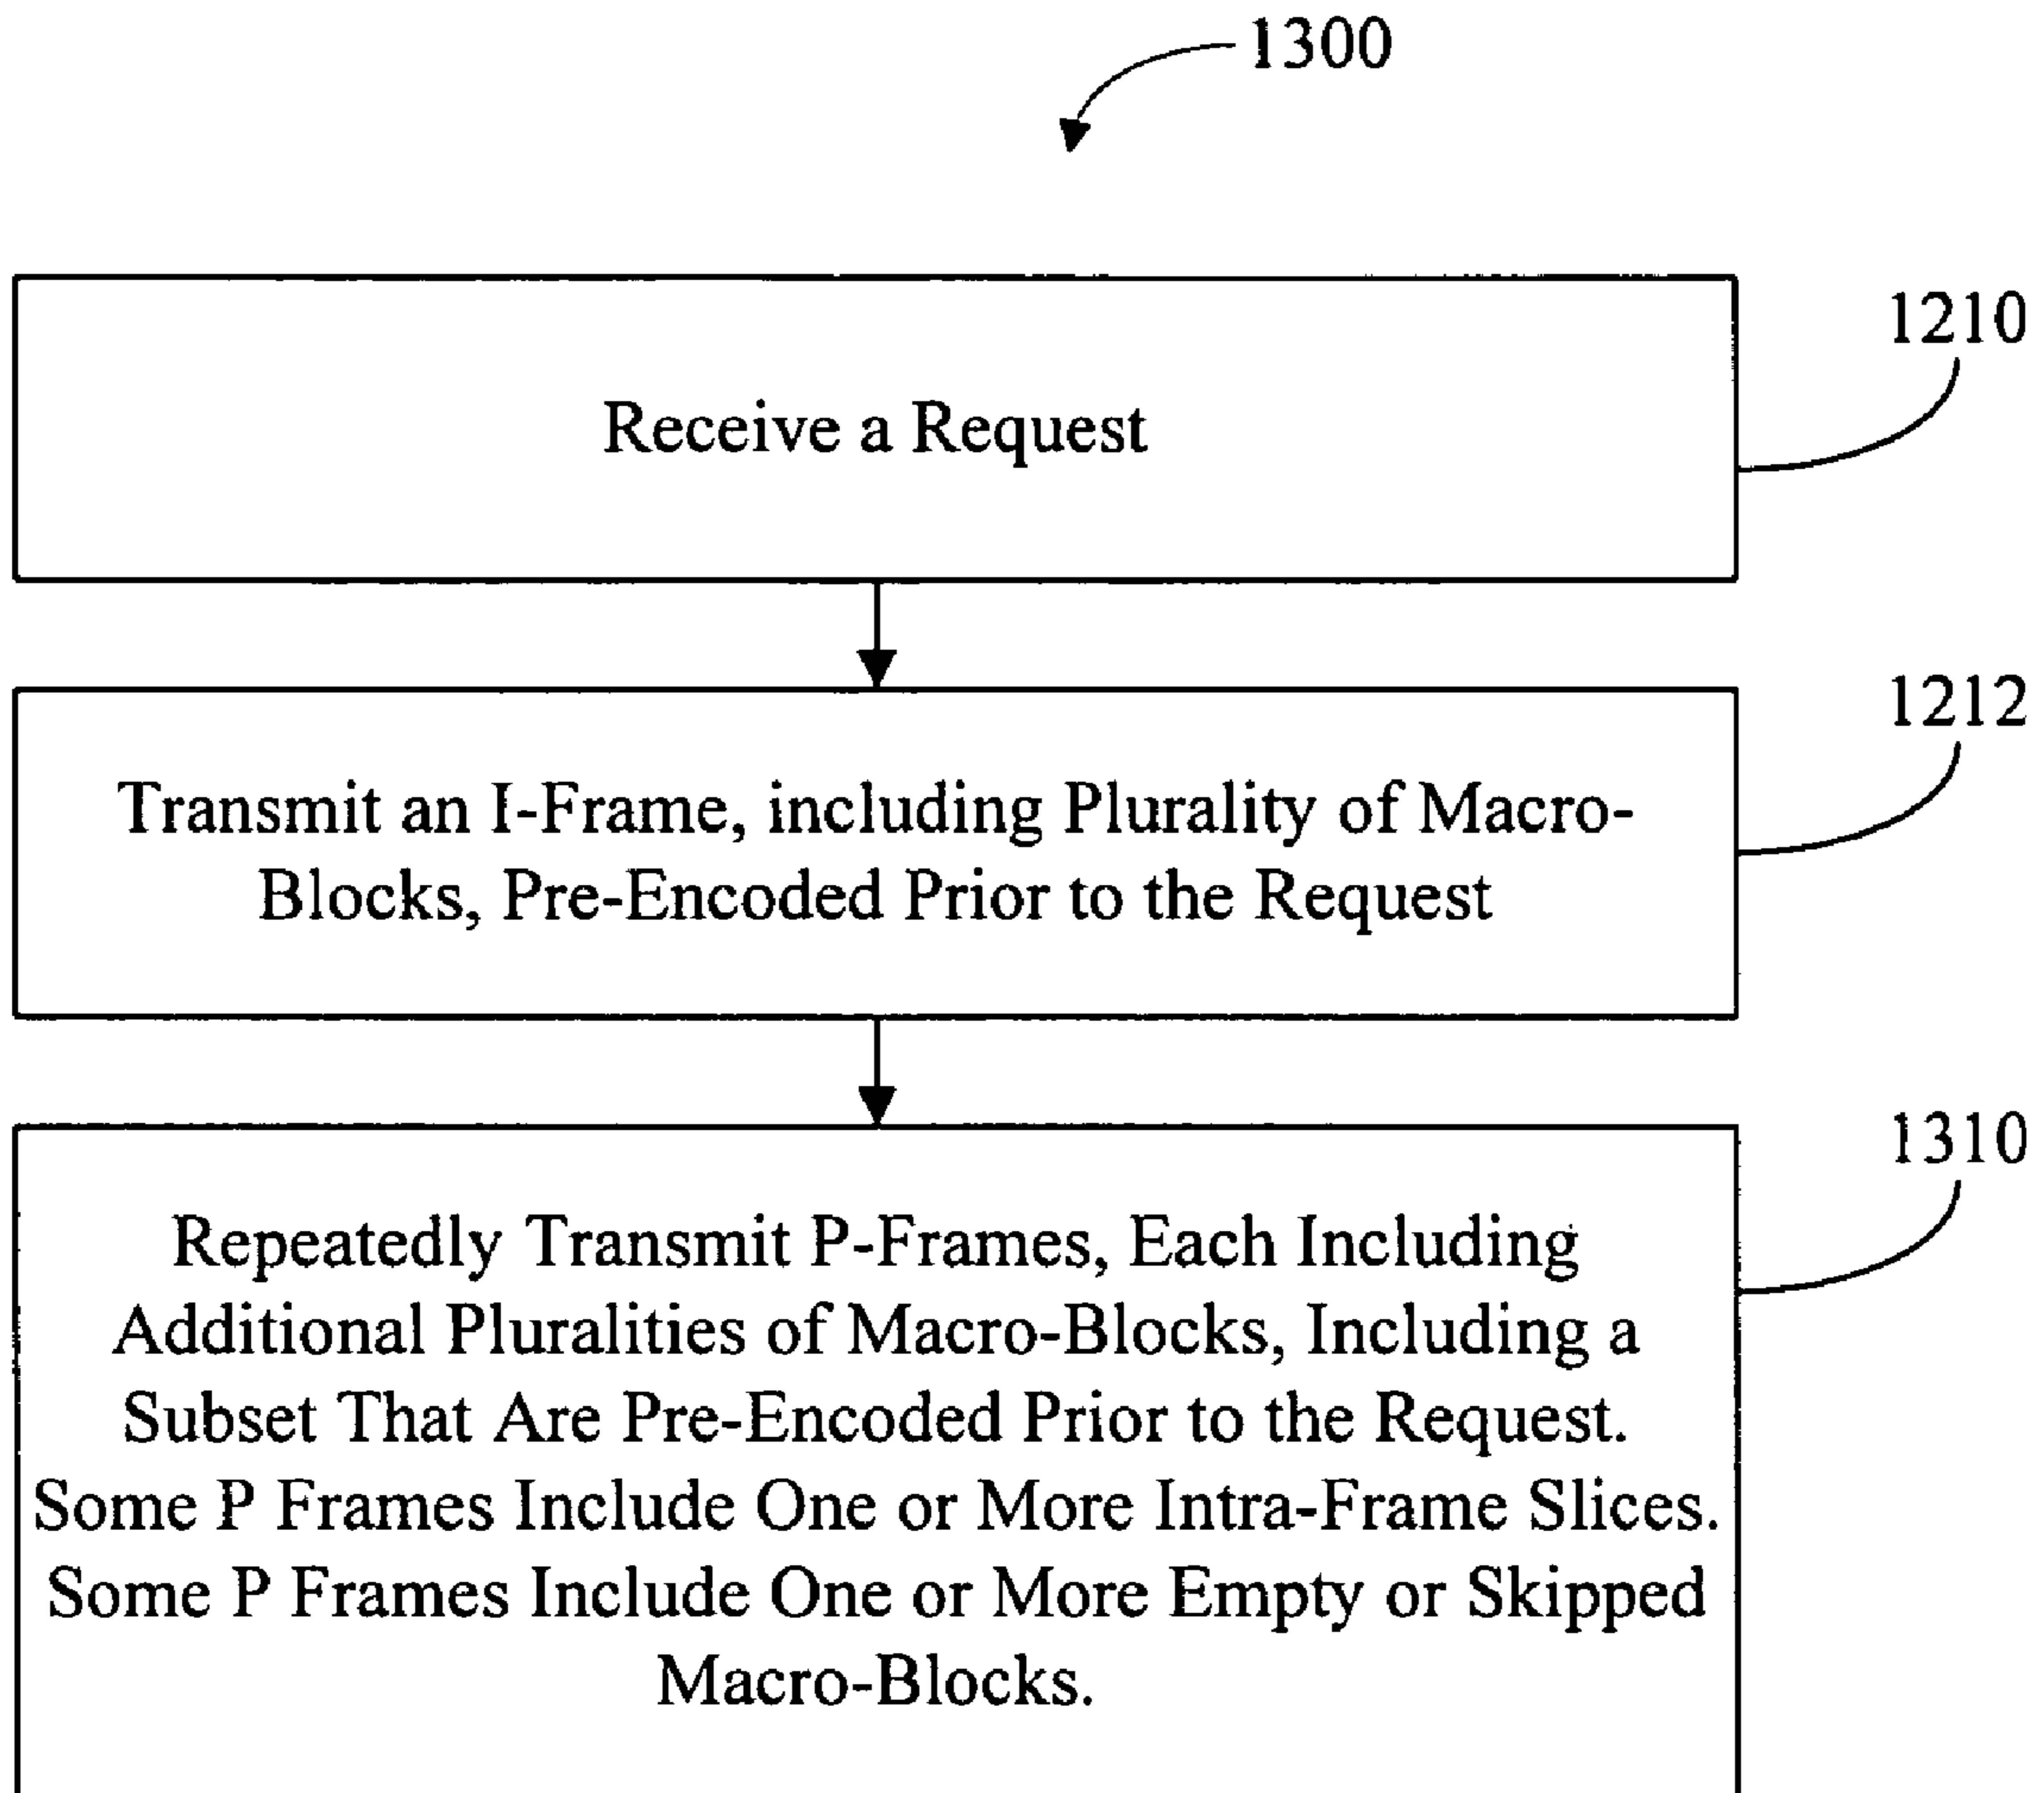 1300
1210
Receive a Request
1212
Transmit an I-Frame, including Plurality of Macro-
Blocks, Pre-Encoded Prior to the Request
1310
Repeatedly Transmit P-Frames, Each Including
Additional Pluralities of Macro-Blocks, Including a
Subset That Are Pre-Encoded Prior to the Request.
Some P Frames Include One or More Intra-Frame Slices.
Some P Frames Include One or More Empty or Skipped
Macro-Blocks.